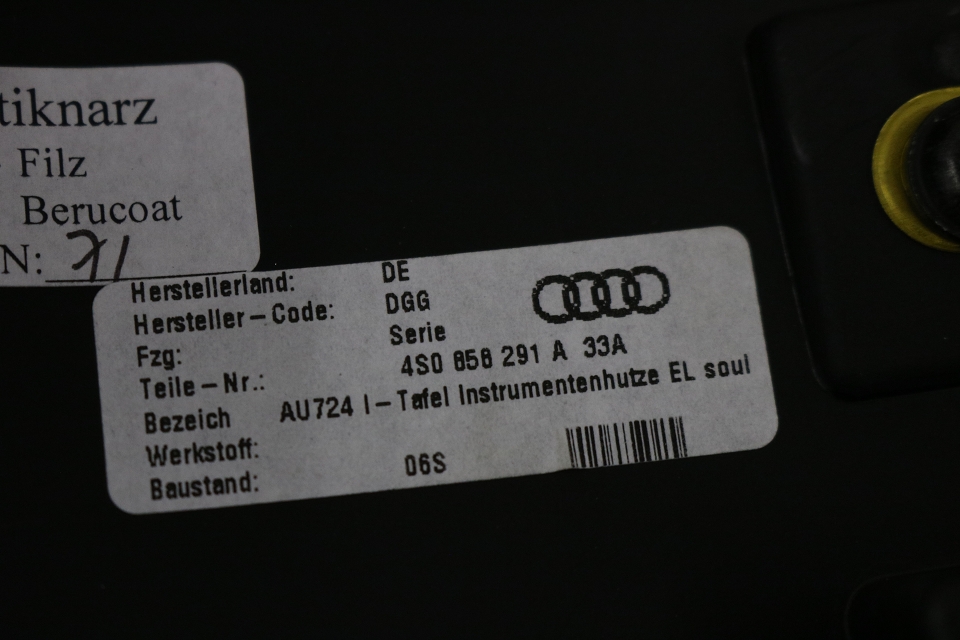 tiknarz
Filz
Berucoat
N: 71
Herstellerland: DE
Hersteller-Code: DGG
Fzg: Serie
Teile-Nr.: 4S0 858 291 A 33A
Bezeich AU724 I-Tafel Instrumentenhutze EL soul
Werkstoff:
Baustand: 06S